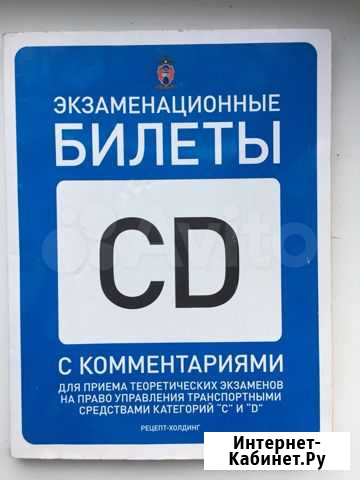 ЭКЗАМЕНАЦИОННЫЕ
БИЛЕТЫ
CD
Avito
С КОММЕНТАРИЯМИ
ДЛЯ ПРИЕМА ТЕОРЕТИЧЕСКИХ ЭКЗАМЕНОВ
НА ПРАВО УПРАВЛЕНИЯ ТРАНСПОРТНЫМИ
СРЕДСТВАМИ КАТЕГОРИЙ "C" И "D"
РЕЦЕПТ-ХОЛДИНГ
Интернет-
Кабинет.Ру